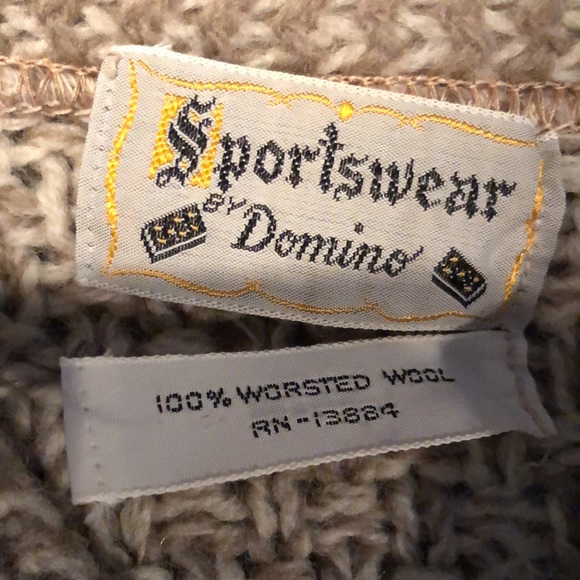 Sportswear
BY Domino
100% WORSTED WOOL
RN-13884